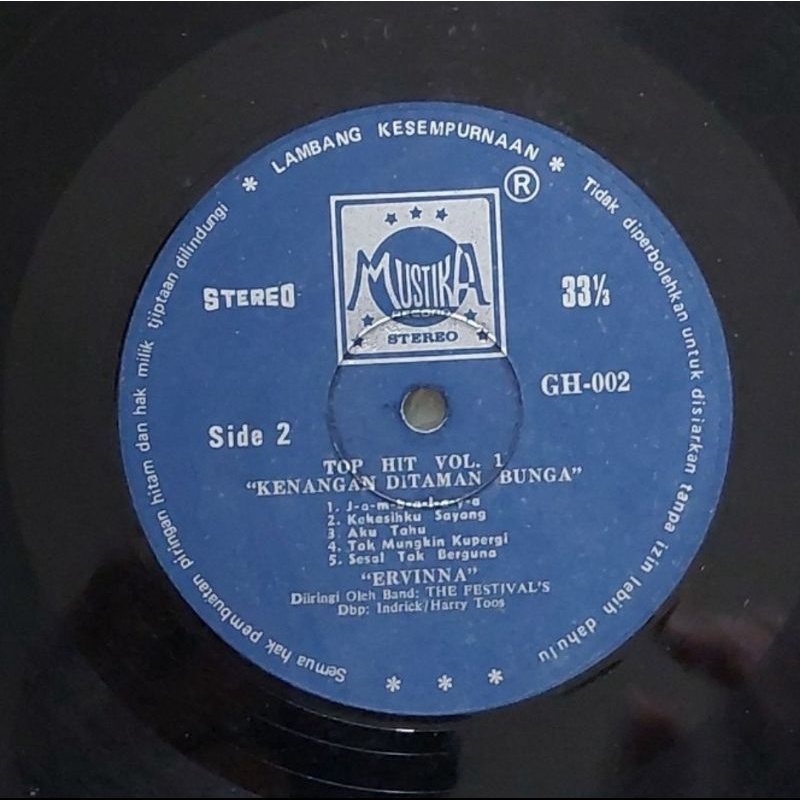 * LAMBANG KESEMPURNAAN *
Tidak diperbolehkan untuk disiarkan tanpa izin lebih dahulu
* * *
Semua hak pembuatan piringan hitam dan hak milik tjiptaan dilindungi
®
MUSTIKA
RECORD
STEREO
STEREO
33⅓
GH-002
Side 2
TOP HIT VOL. 1
"KENANGAN DiTAMAN BUNGA"
1. J-a-m-b-a-l-a-y-a
2. Kekasihku Sayang
3. Aku Tahu
4. Tak Mungkin Kupergi
5. Sesal Tak Berguna
"ERVINNA"
Diiringi Oleh Band: THE FESTIVAL'S
Dbp: Indrick/Harry Toos